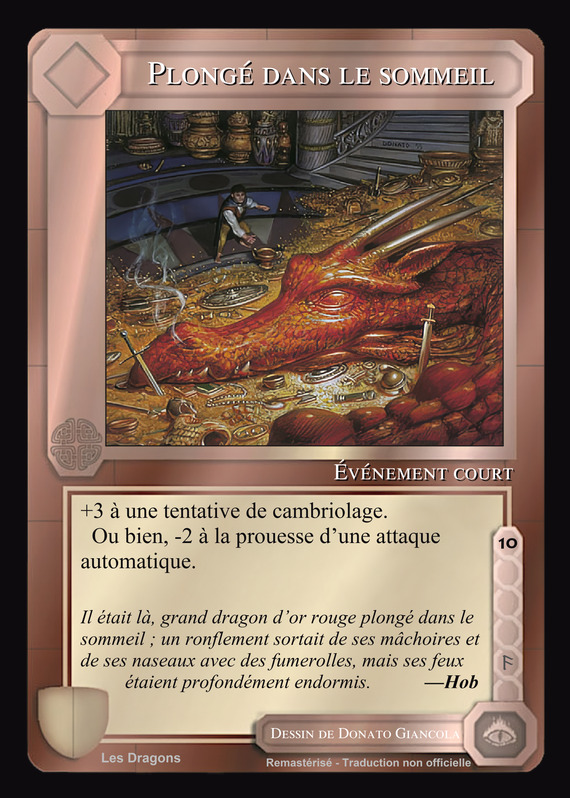 Plongé dans le sommeil
DONATO 95
Événement court
+3 à une tentative de cambriolage.
Ou bien, -2 à la prouesse d'une attaque
automatique.
10
Il était là, grand dragon d'or rouge plongé dans le
sommeil ; un ronflement sortait de ses mâchoires et
de ses naseaux avec des fumerolles, mais ses feux
étaient profondément endormis. —Hob
Dessin de Donato Giancola
Les Dragons
Remastérisé - Traduction non officielle